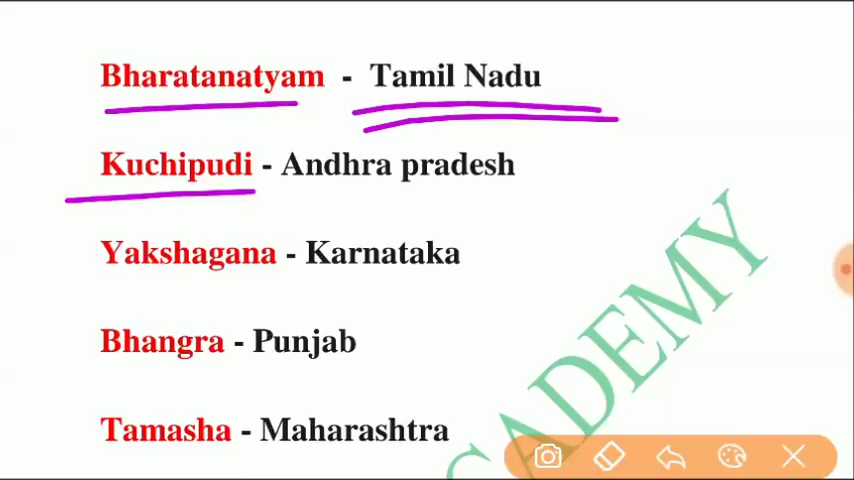 Bharatanatyam - Tamil Nadu
Kuchipudi - Andhra pradesh
Yakshagana - Karnataka
Bhangra - Punjab
Tamasha - Maharashtra
CADEMY